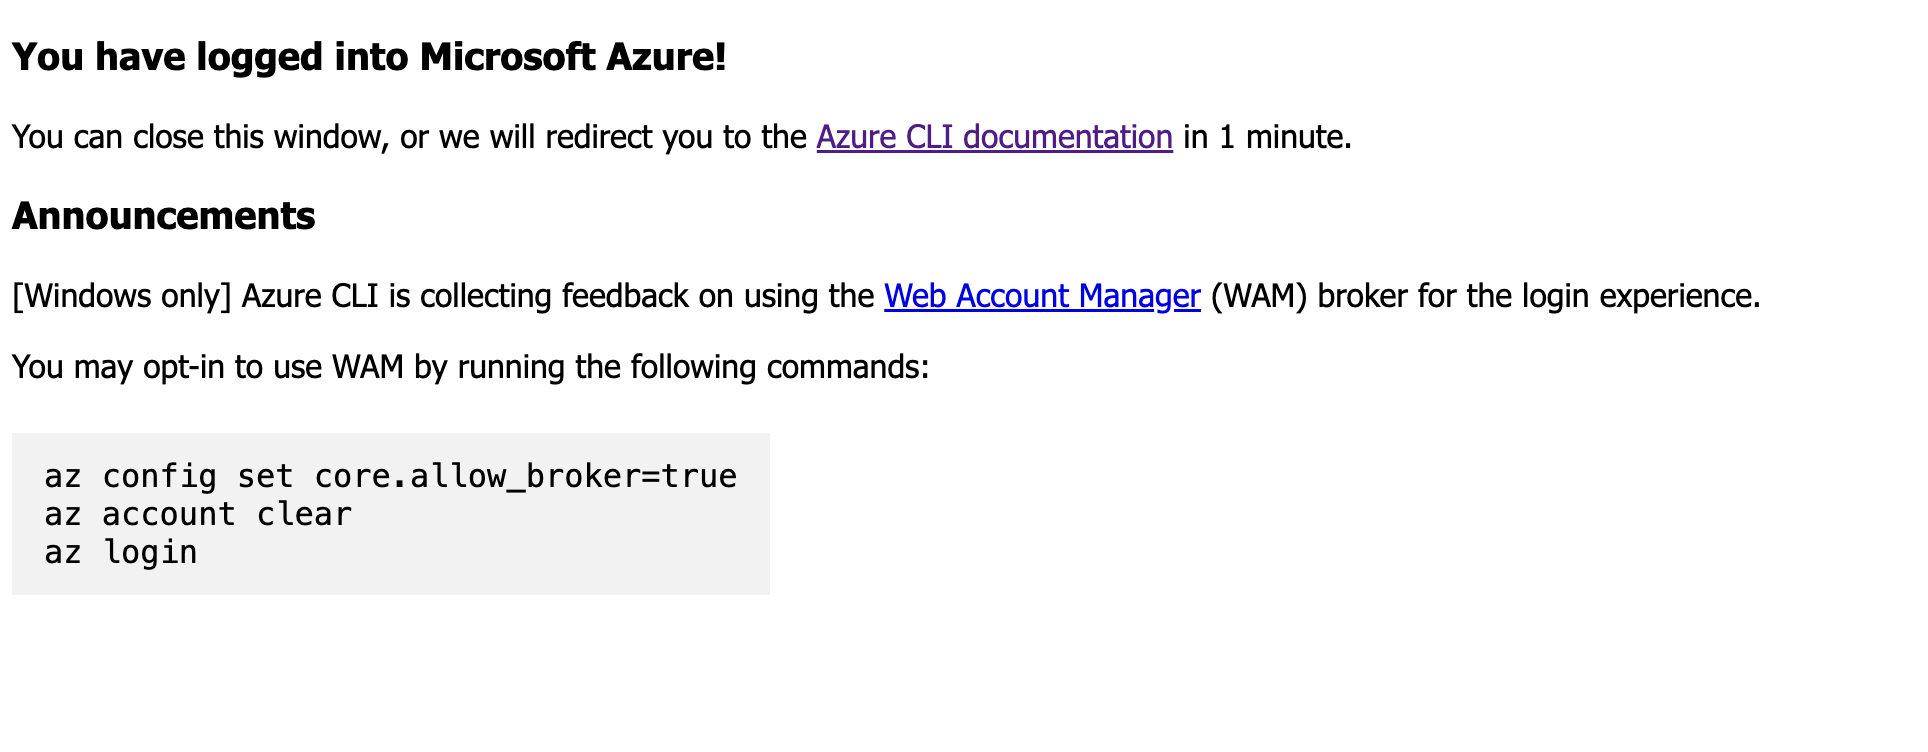 You have logged into Microsoft Azure!
You can close this window, or we will redirect you to the Azure CLI documentation in 1 minute.
Announcements
[Windows only] Azure CLI is collecting feedback on using the Web Account Manager (WAM) broker for the login experience.
You may opt-in to use WAM by running the following commands:
az config set core.allow_broker=true
az account clear
az login